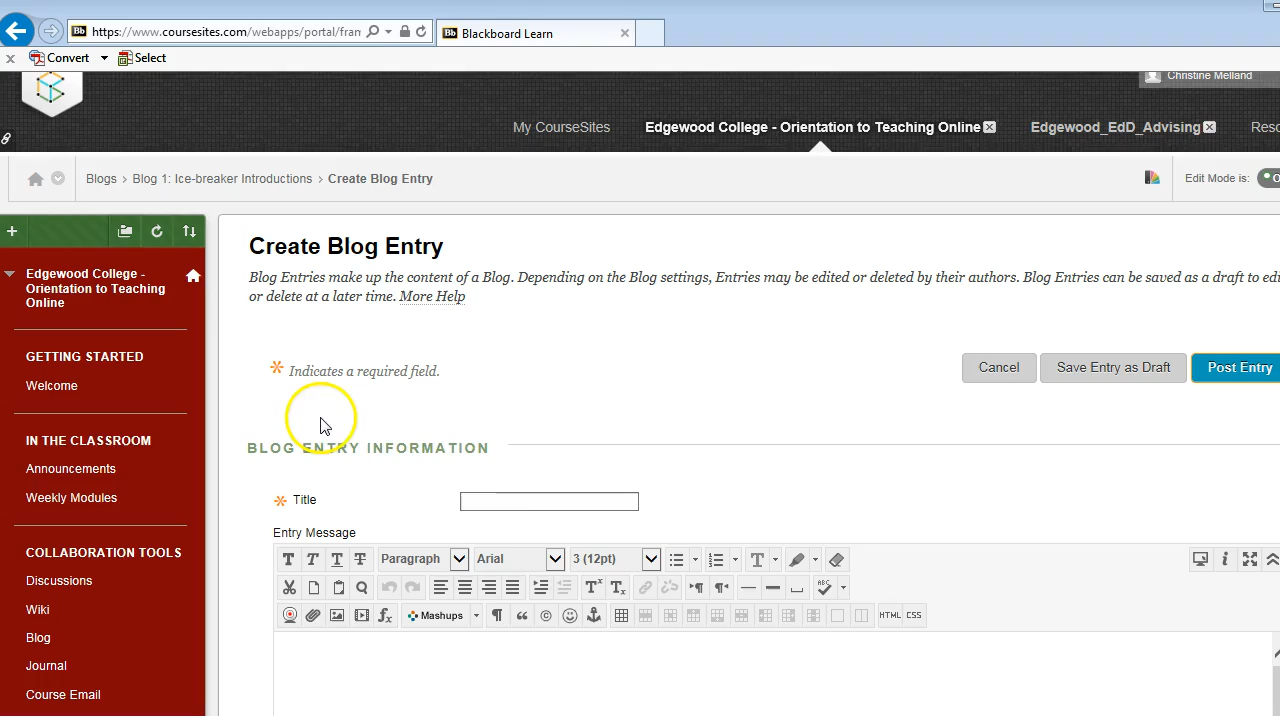 https://www.coursesites.com/webapps/portal/fran
Blackboard Learn
Convert
Select
Christine Melland
My CourseSites
Edgewood College - Orientation to Teaching Online
Edgewood_EdD_Advising
Reso
Blogs > Blog 1: Ice-breaker Introductions > Create Blog Entry
Edit Mode is:
Edgewood College -
Orientation to Teaching
Online
GETTING STARTED
Welcome
IN THE CLASSROOM
Announcements
Weekly Modules
COLLABORATION TOOLS
Discussions
Wiki
Blog
Journal
Course Email
Create Blog Entry
Blog Entries make up the content of a Blog. Depending on the Blog settings, Entries may be edited or deleted by their authors. Blog Entries can be saved as a draft to edi
or delete at a later time. More Help
Indicates a required field.
Cancel
Save Entry as Draft
Post Entry
BLOG ENTRY INFORMATION
Title
Entry Message
T T T T Paragraph Arial 3 (12pt)
Mashups
HTML CSS